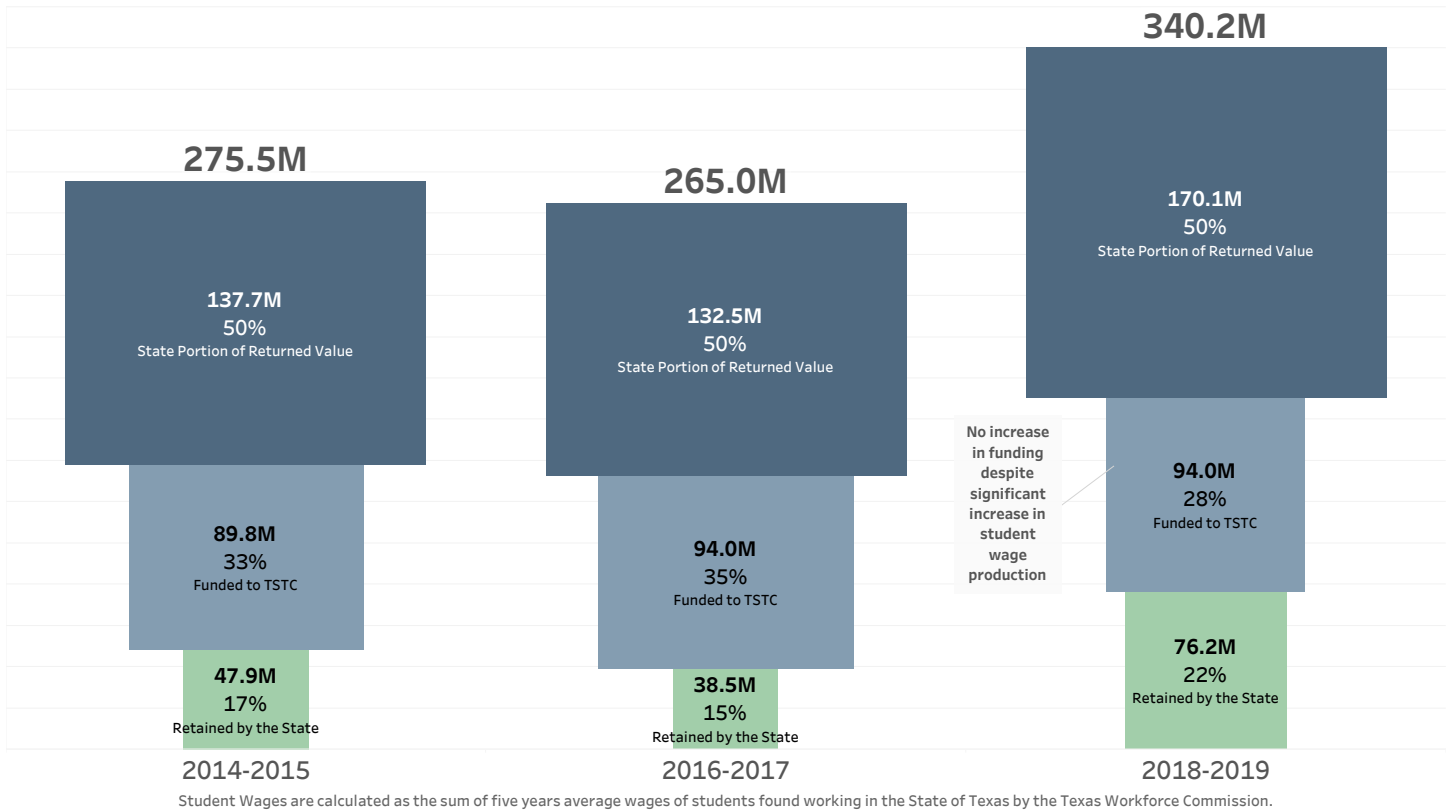 275.5M
137.7M
50%
State Portion of Returned Value
89.8M
33%
Funded to TSTC
47.9M
17%
Retained by the State
2014-2015
265.0M
132.5M
50%
State Portion of Returned Value
94.0M
35%
Funded to TSTC
38.5M
15%
Retained by the State
2016-2017
340.2M
170.1M
50%
State Portion of Returned Value
No increase
in funding
despite
significant
increase in
student
wage
production
94.0M
28%
Funded to TSTC
76.2M
22%
Retained by the State
2018-2019
Student Wages are calculated as the sum of five years average wages of students found working in the State of Texas by the Texas Workforce Commission.